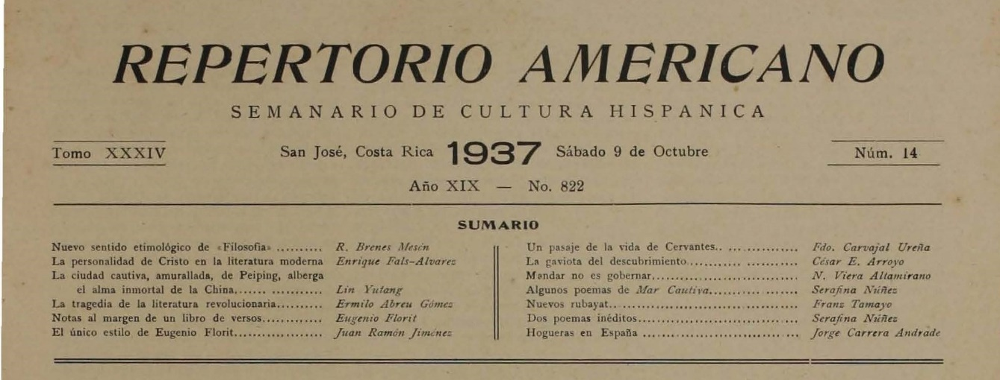 REPERTORIO AMERICANO
SEMANARIO DE CULTURA HISPANICA
Tomo XXXIV
San José, Costa Rica 1937 Sábado 9 de Octubre
Núm. 14
Año XIX — No. 822
SUMARIO
Nuevo sentido etimológico de «Filosofía» .......... R. Brenes Mesén
La personalidad de Cristo en la literatura moderna Enrique Fals-Alvarez
La ciudad cautiva, amurallada, de Peiping, alberga
el alma inmortal de la China...... ............ Lin Yutang
La tragedia de la literatura revolucionaria.......... Ermilo Abreu Gómez
Notas al margen de un libro de versos............ Eugenio Florit
El único estilo de Eugenio Florit................... Juan Ramón Jiménez
Un pasaje de la vida de Cervantes.. ............... Fdo. Carvajal Ureña
La gaviota del descubrimiento............ ........... César E. Arroyo
Mandar no es gobernar............................... N. Viera Altamirano
Algunos poemas de Mar Cautiva.................. Serafina Núñez
Nuevos rubayat.. .................................... Franz Tamayo
Dos poemas inéditos................................. Serafina Núñez
Hogueras en España ............................. ... Jorge Carrera Andrade